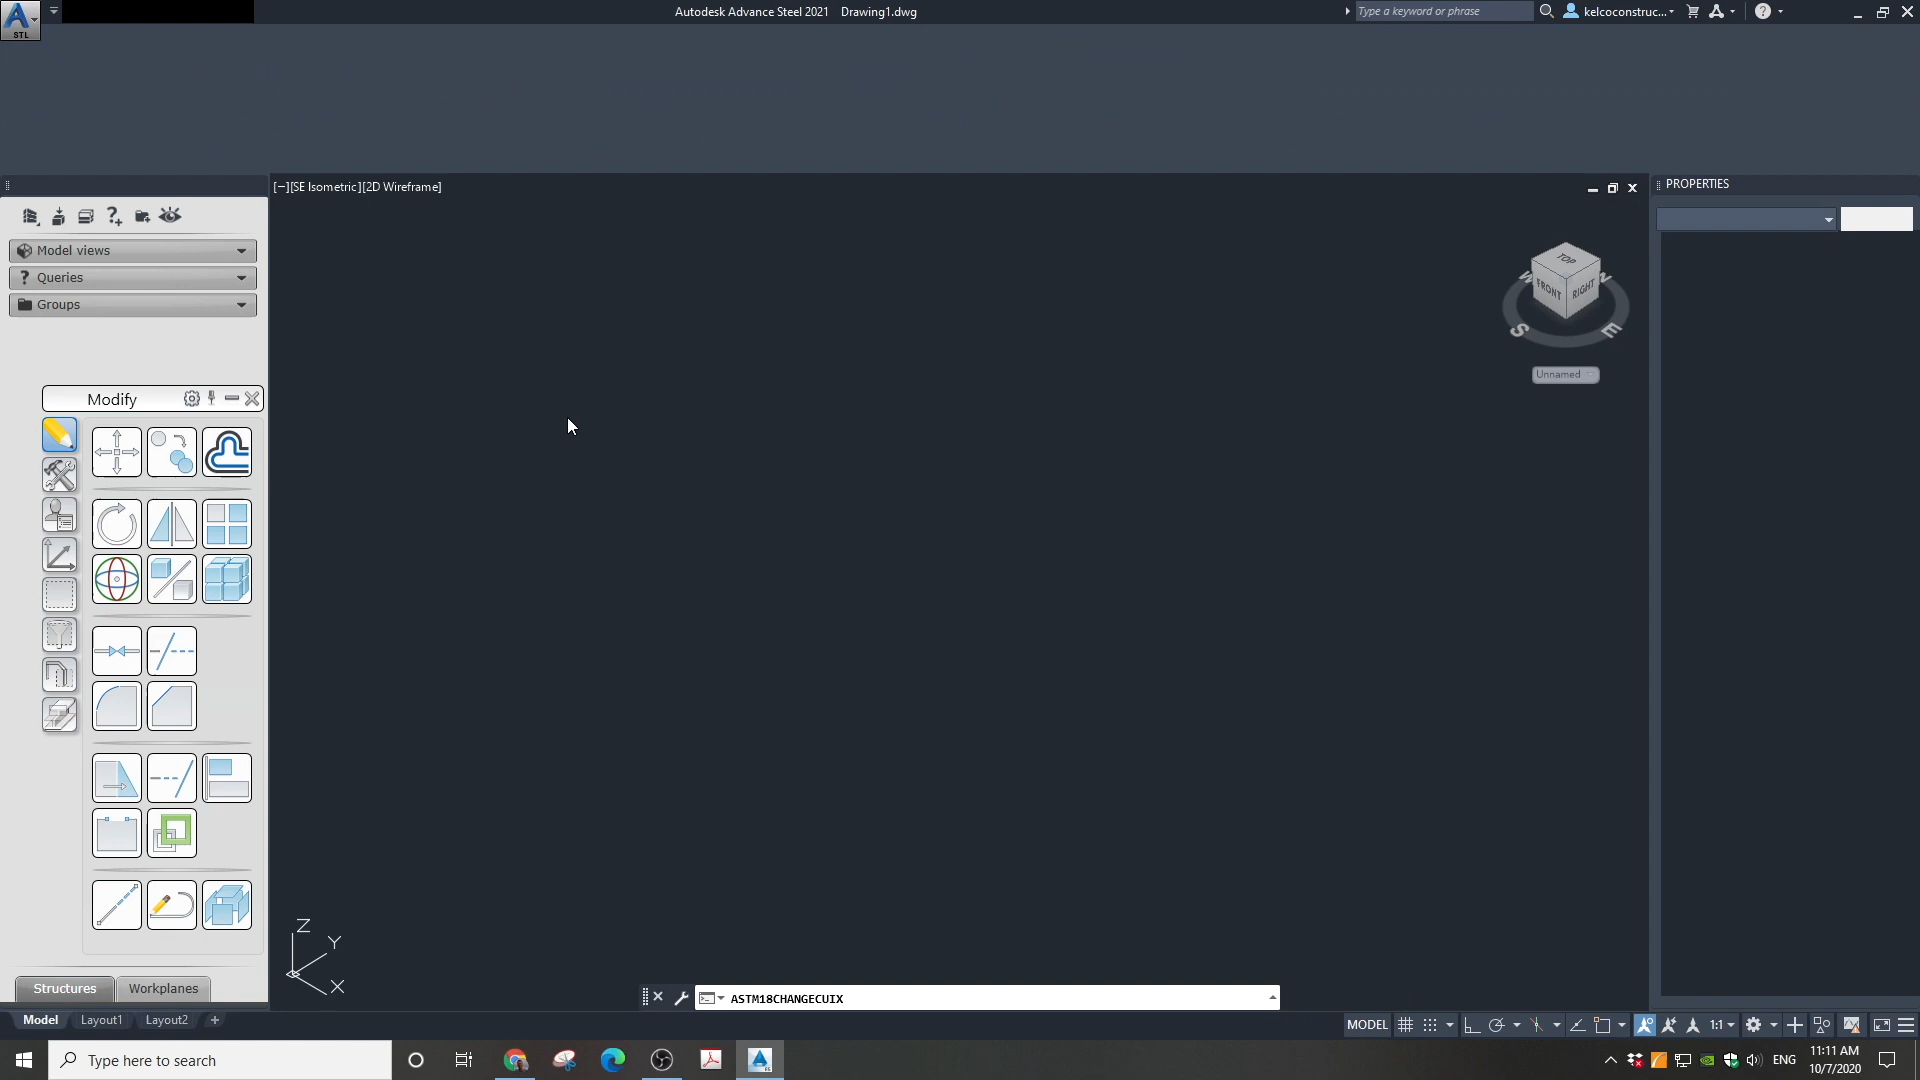 STL
Autodesk Advance Steel 2021 Drawing1.dwg
Type a keyword or phrase
kelcoconstruc...
[−][SE Isometric][2D Wireframe]
PROPERTIES
Model views
Queries
Groups
TOP
FRONT
RIGHT
W
N
S
E
Unnamed
Modify
Z
Y
X
Structures
Workplanes
ASTM18CHANGECUIX
Model
Layout1
Layout2
MODEL
1:1
Type here to search
ENG
11:11 AM
10/7/2020